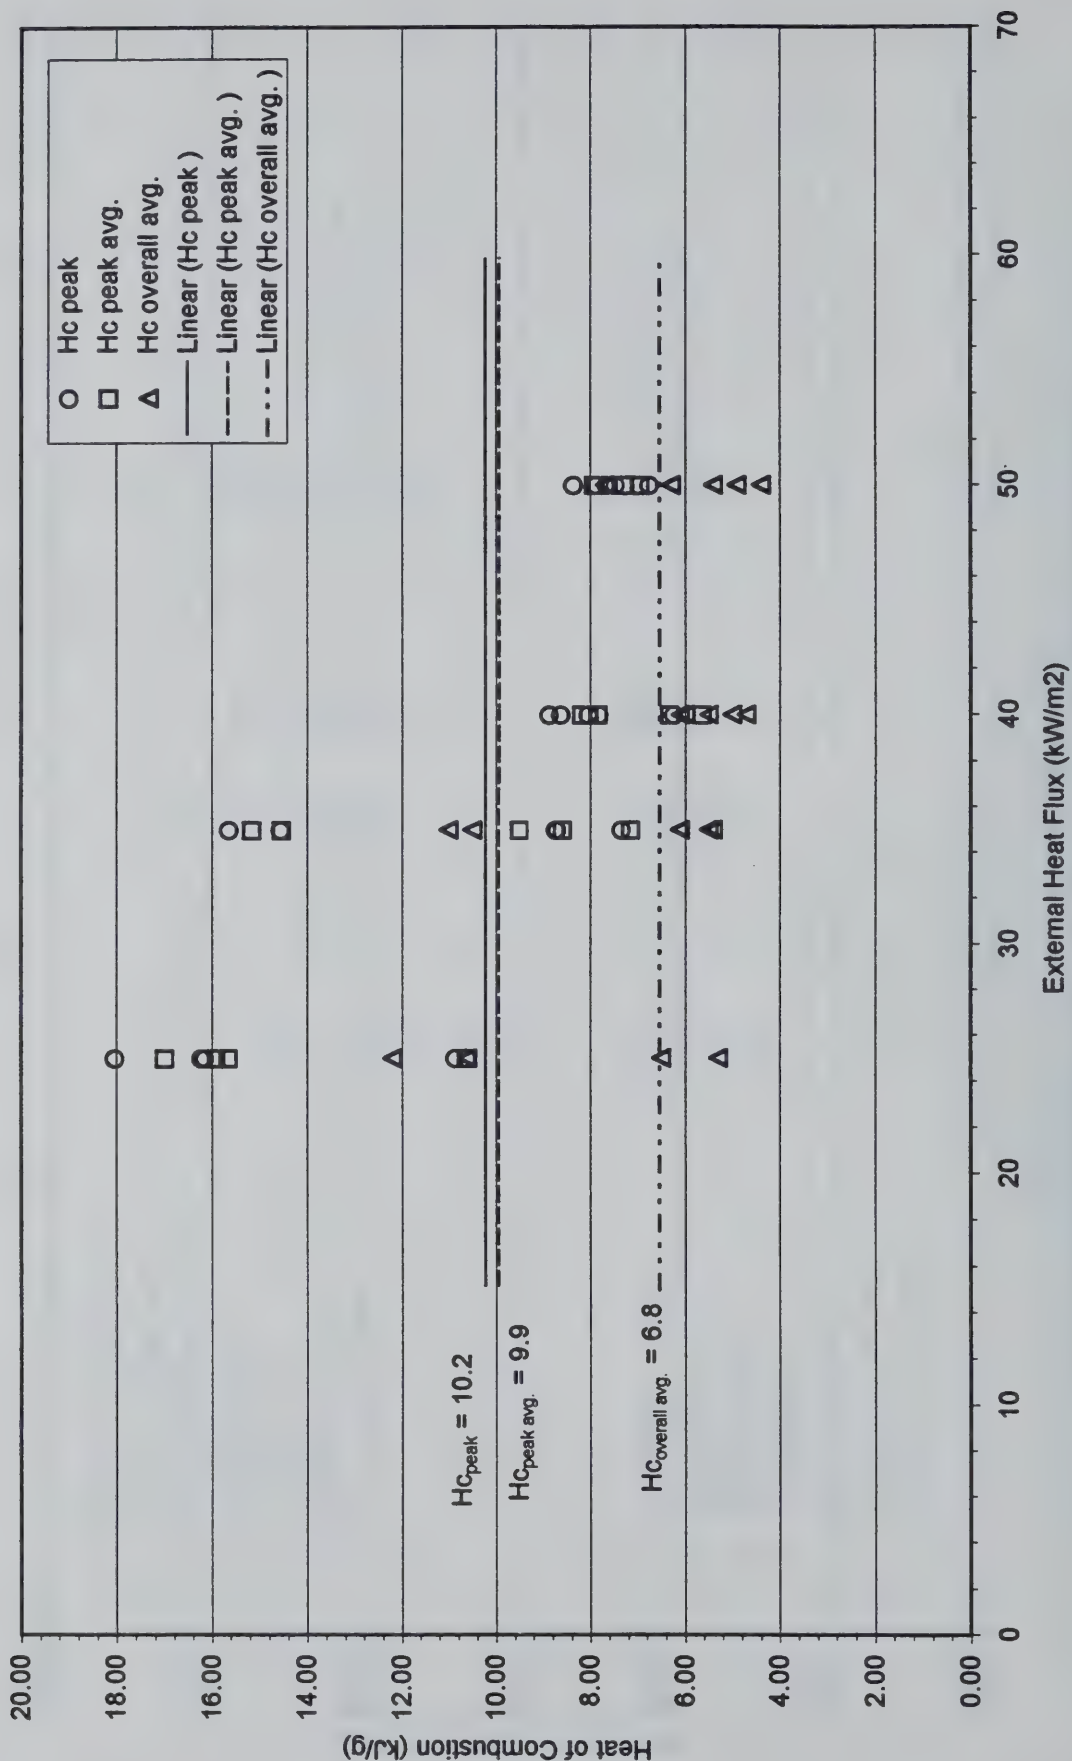 Heat of Combustion (kJ/g)
20.00
18.00
16.00
14.00
12.00
10.00
8.00
6.00
4.00
2.00
0.00
Hc peak
Hc peak avg.
Hc overall avg.
Linear (Hc peak )
Linear (Hc peak avg. )
Linear (Hc overall avg. )
Hcpeak = 10.2
Hcpeak avg. = 9.9
Hcoverall avg. = 6.8
0
10
20
30
40
50
60
70
External Heat Flux (kW/m2)